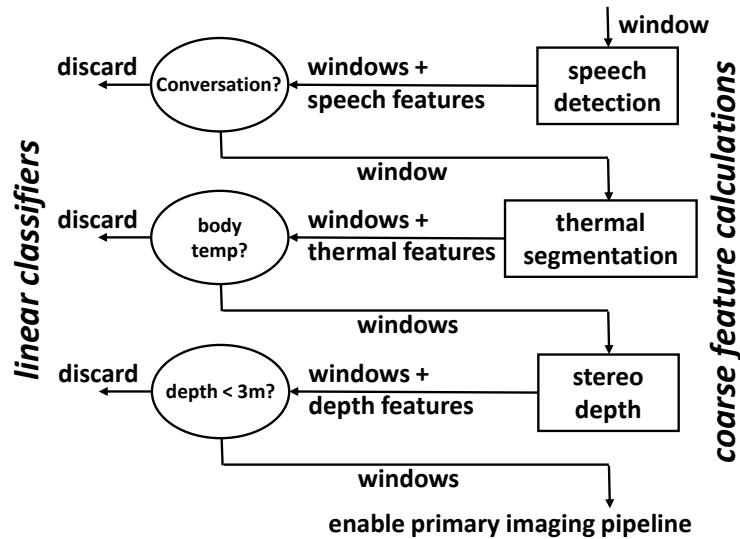 window
speech
detection
windows +
speech features
Conversation?
discard
window
thermal
segmentation
windows +
thermal features
body
temp?
discard
windows
stereo
depth
windows +
depth features
depth < 3m?
discard
windows
enable primary imaging pipeline
linear classifiers
coarse feature calculations